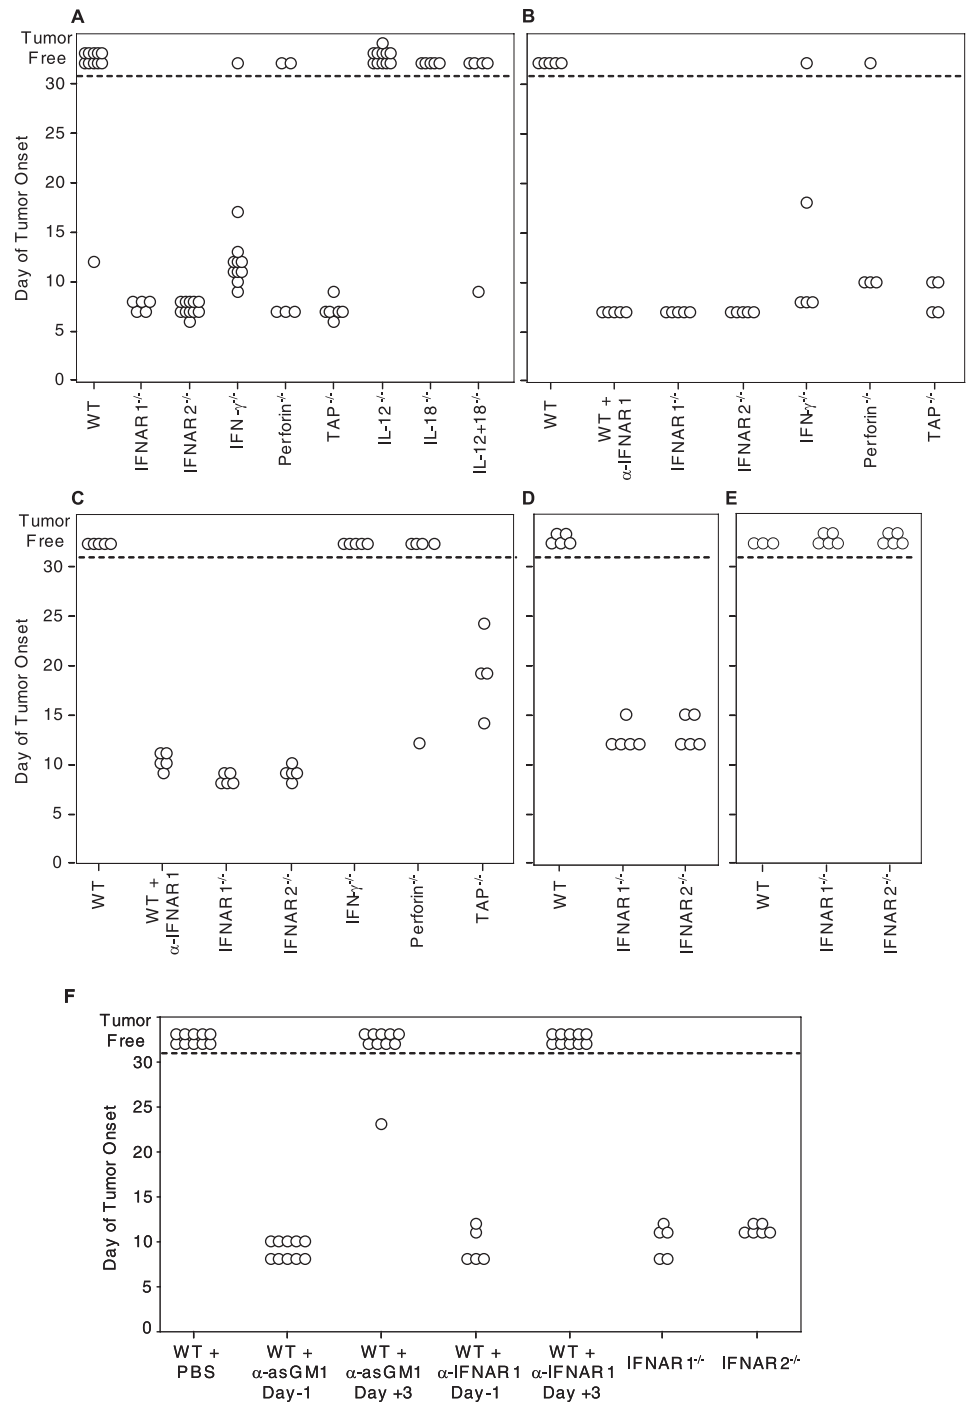 A
B
Tumor
Free
30
25
20
15
10
5
0
Day of Tumor Onset
WT
IFNAR1-/-
IFNAR2-/-
IFN-γ-/-
Perforin-/-
TAP-/-
IL-12-/-
IL-18-/-
IL-12+18-/-
WT
WT +
α-IFNAR1
IFNAR1-/-
IFNAR2-/-
IFN-γ-/-
Perforin-/-
TAP-/-
C
D
E
Tumor
Free
30
25
20
15
10
5
0
Day of Tumor Onset
WT
WT +
α-IFNAR1
IFNAR1-/-
IFNAR2-/-
IFN-γ-/-
Perforin-/-
TAP-/-
WT
IFNAR1-/-
IFNAR2-/-
WT
IFNAR1-/-
IFNAR2-/-
F
Tumor
Free
30
25
20
15
10
5
0
Day of Tumor Onset
WT +
PBS
WT +
α-asGM1
Day-1
WT +
α-asGM1
Day +3
WT +
α-IFNAR1
Day-1
WT +
α-IFNAR1
Day +3
IFNAR1-/-
IFNAR2-/-